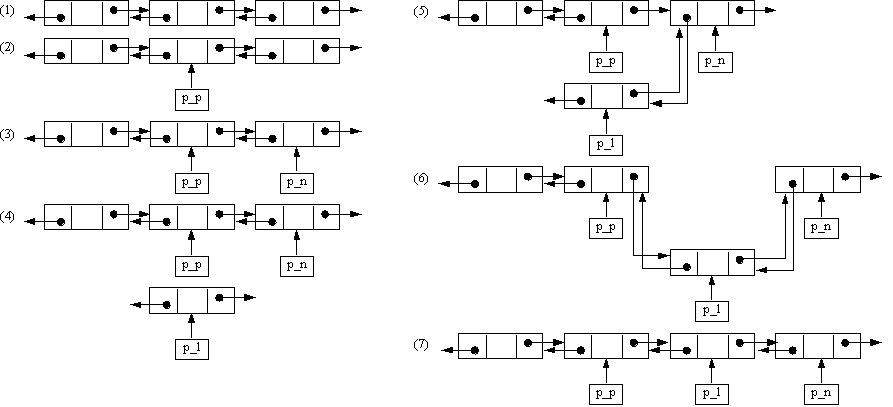 (1)
(2)
p_p
(3)
p_p
p_n
(4)
p_p
p_n
p_l
(5)
p_p
p_n
p_l
(6)
p_p
p_n
p_l
(7)
p_p
p_l
p_n